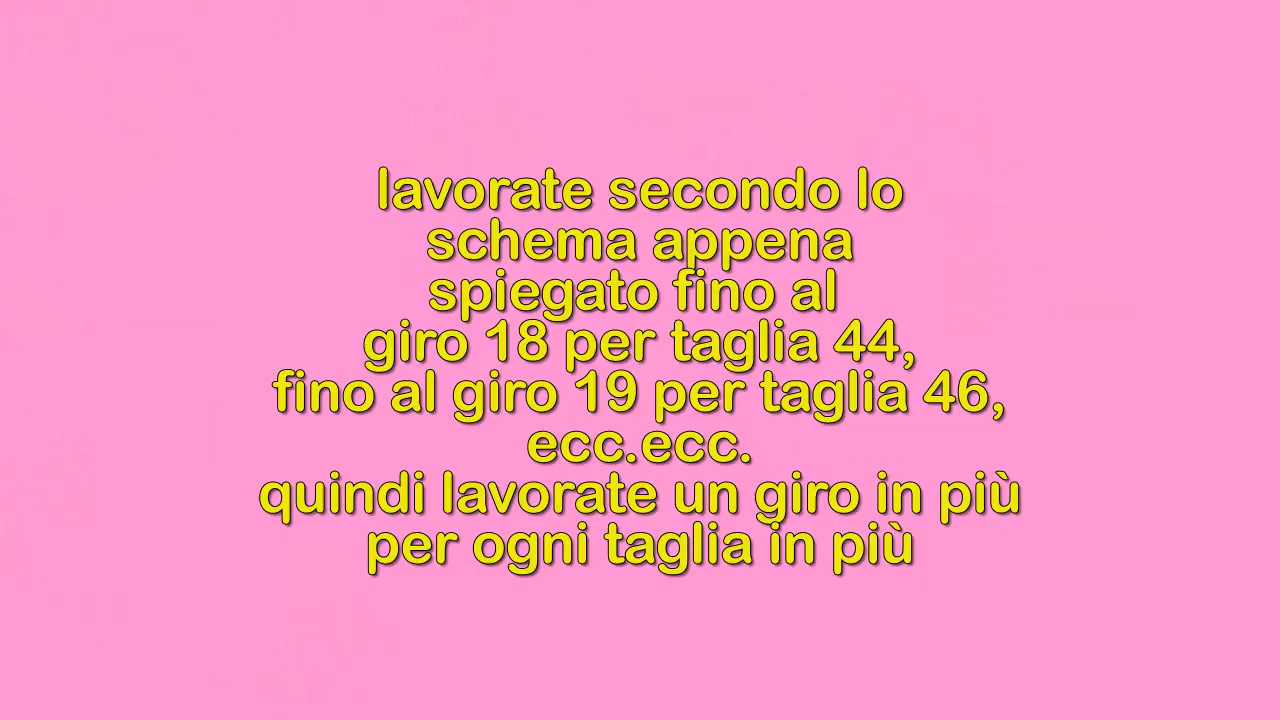 lavorate secondo lo
schema appena
spiegato fino al
giro 18 per taglia 44,
fino al giro 19 per taglia 46,
ecc.ecc.
quindi lavorate un giro in più
per ogni taglia in più